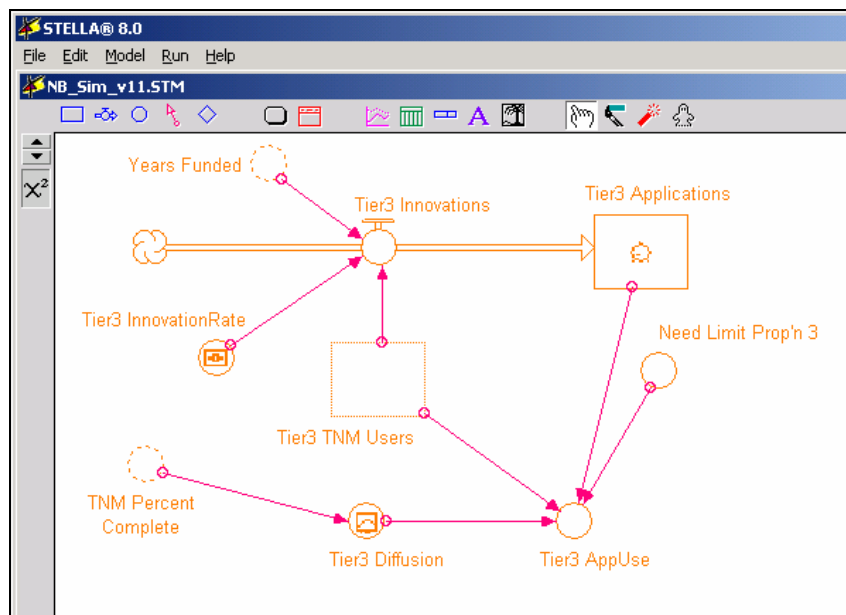 STELLA® 8.0
File Edit Model Run Help
NB_Sim_v11.STM
A
X²
Years Funded
Tier3 Innovations
Tier3 Applications
Tier3 InnovationRate
Need Limit Prop'n 3
Tier3 TNM Users
TNM Percent
Complete
Tier3 Diffusion
Tier3 AppUse